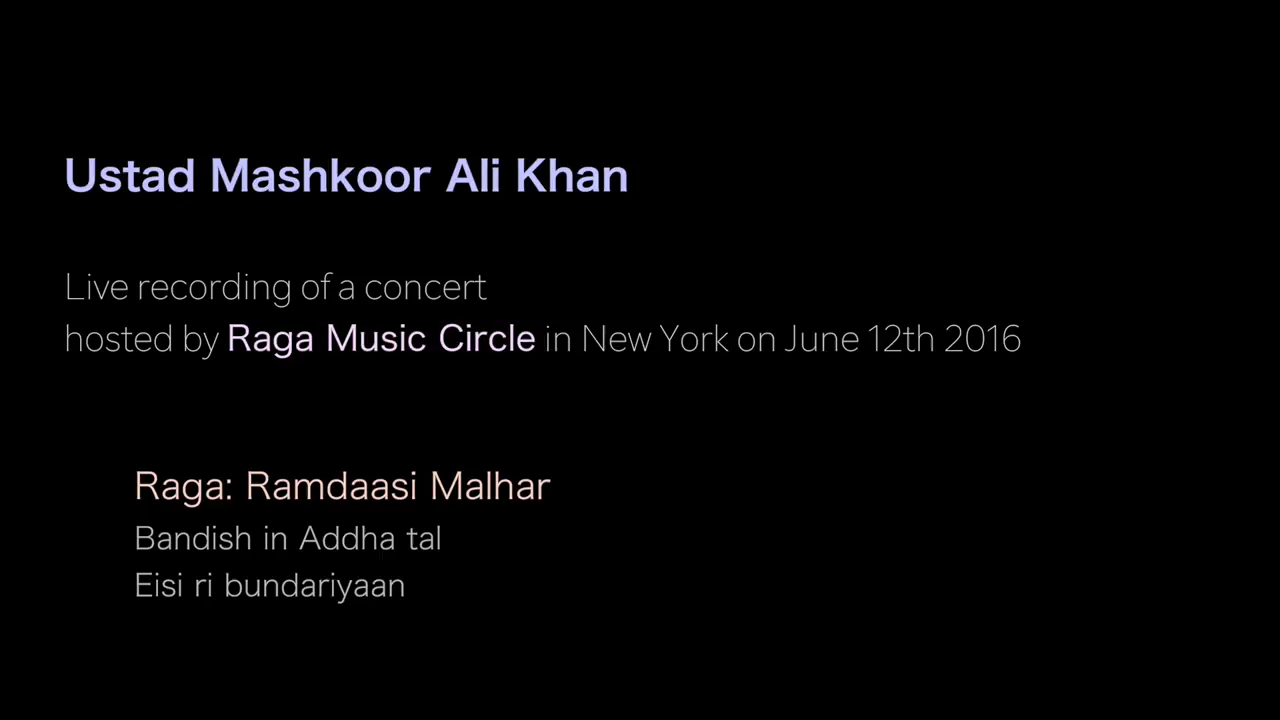 Ustad Mashkoor Ali Khan
Live recording of a concert
hosted by Raga Music Circle in New York on June 12th 2016
Raga: Ramdaasi Malhar
Bandish in Addha tal
Eisi ri bundariyaan